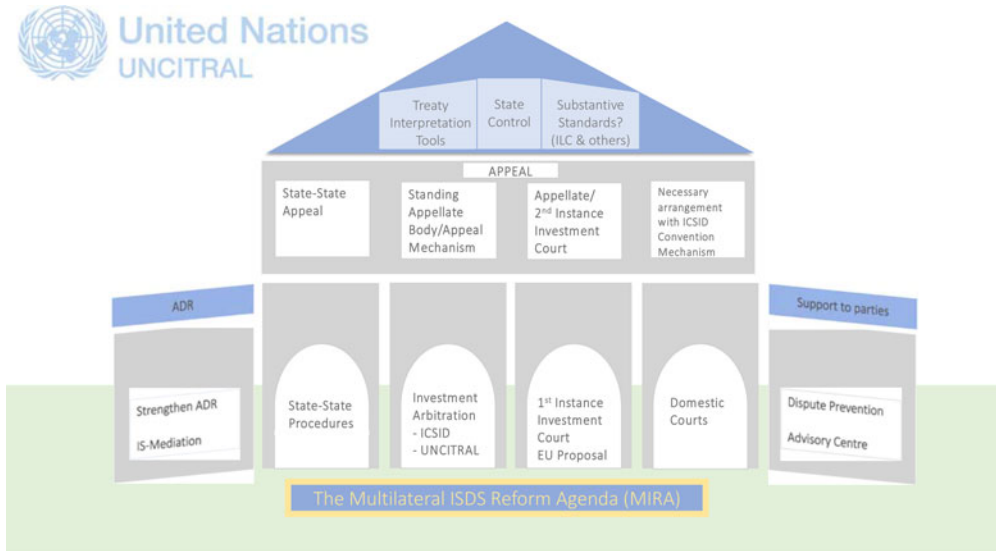 United Nations
UNCITRAL
Treaty
Interpretation
Tools
State
Control
Substantive
Standards?
(ILC & others)
APPEAL
State-State
Appeal
Standing
Appellate
Body/Appeal
Mechanism
Appellate/
2nd Instance
Investment
Court
Necessary
arrangement
with ICSID
Convention
Mechanism
ADR
Support to parties
Strengthen ADR
IS-Mediation
State-State
Procedures
Investment
Arbitration
- ICSID
- UNCITRAL
1st Instance
Investment
Court
EU Proposal
Domestic
Courts
Dispute Prevention
Advisory Centre
The Multilateral ISDS Reform Agenda (MIRA)